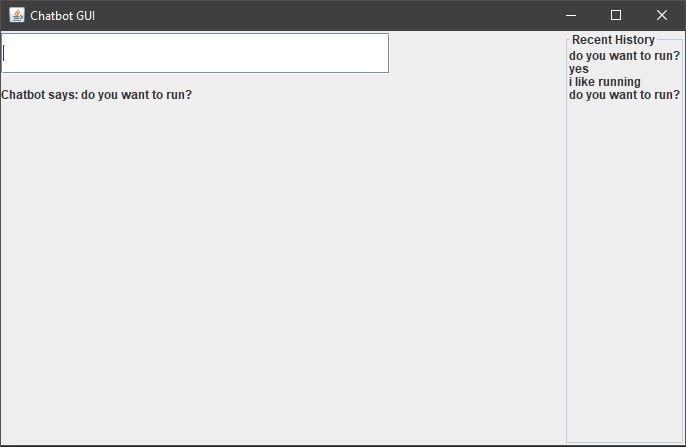 Chatbot GUI
Chatbot says: do you want to run?
Recent History
do you want to run?
yes
i like running
do you want to run?